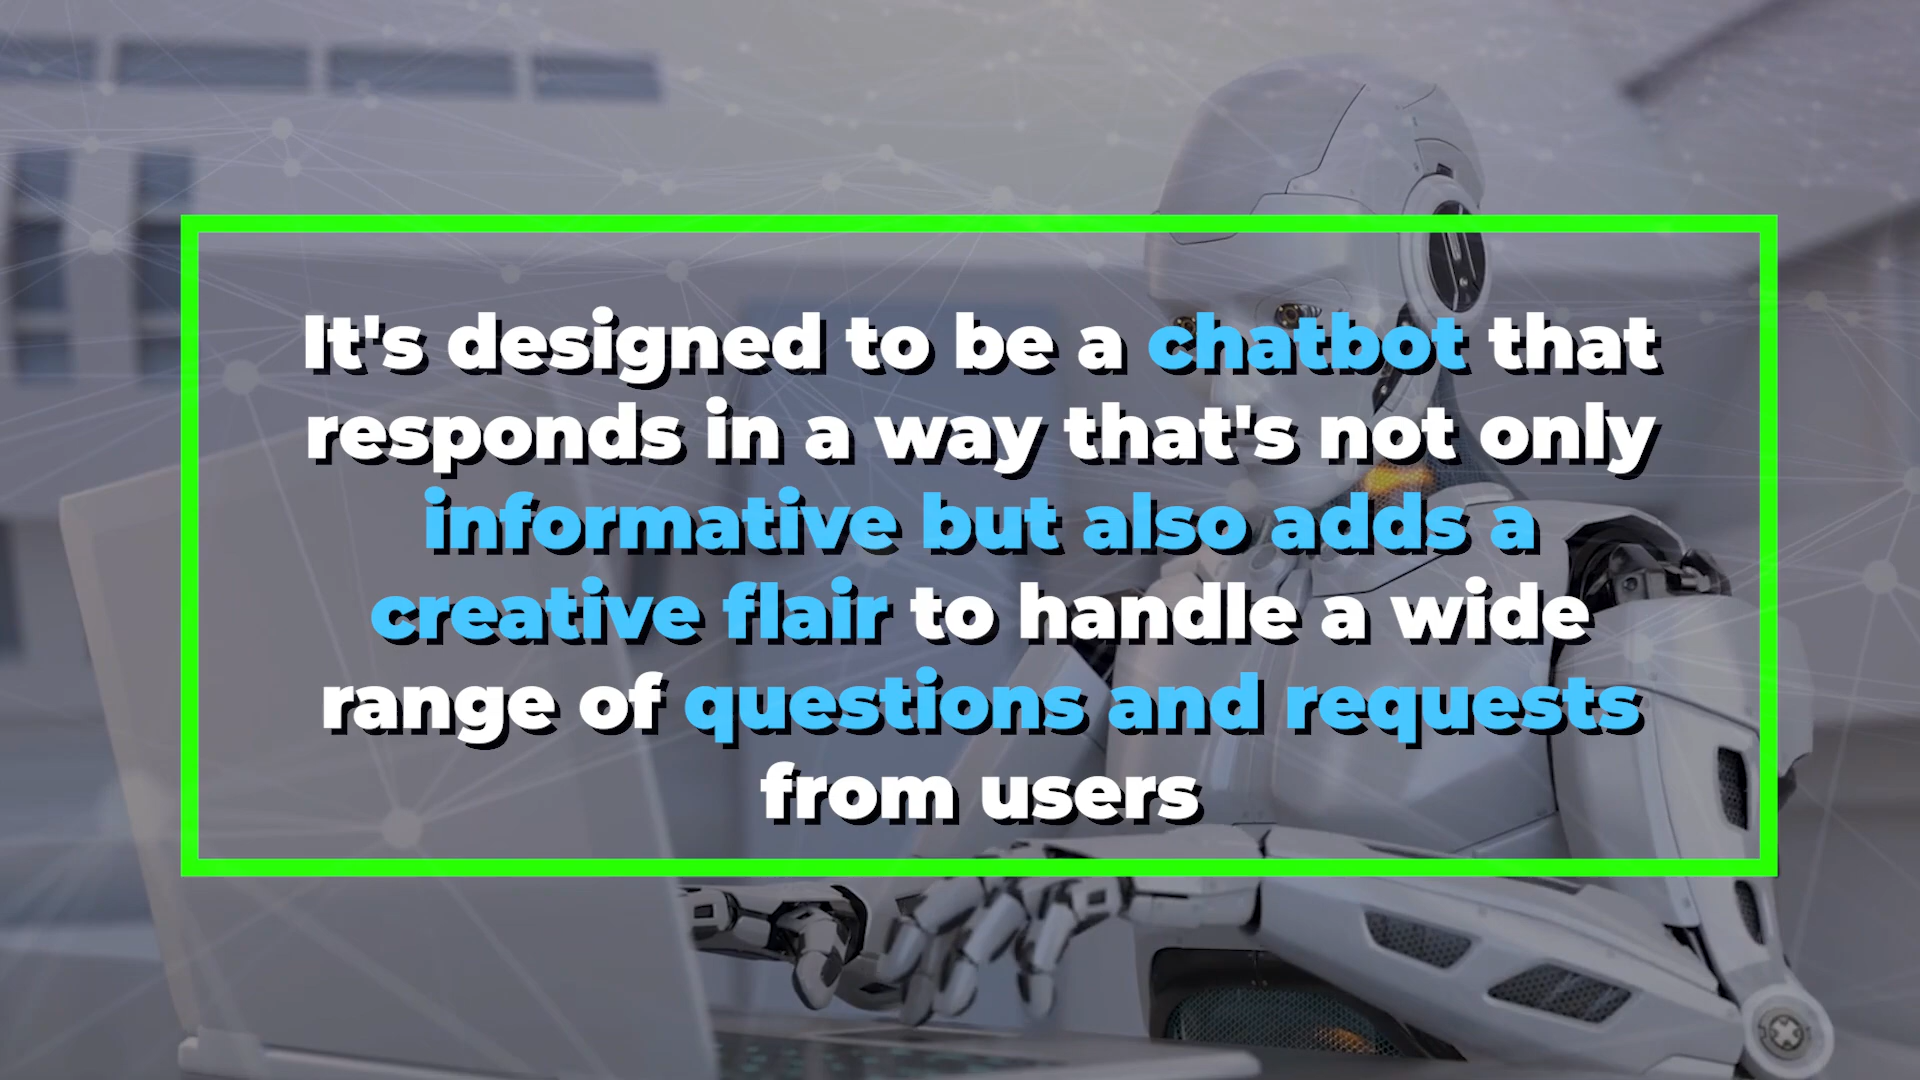 It's designed to be a chatbot that
responds in a way that's not only
informative but also adds a
creative flair to handle a wide
range of questions and requests
from users